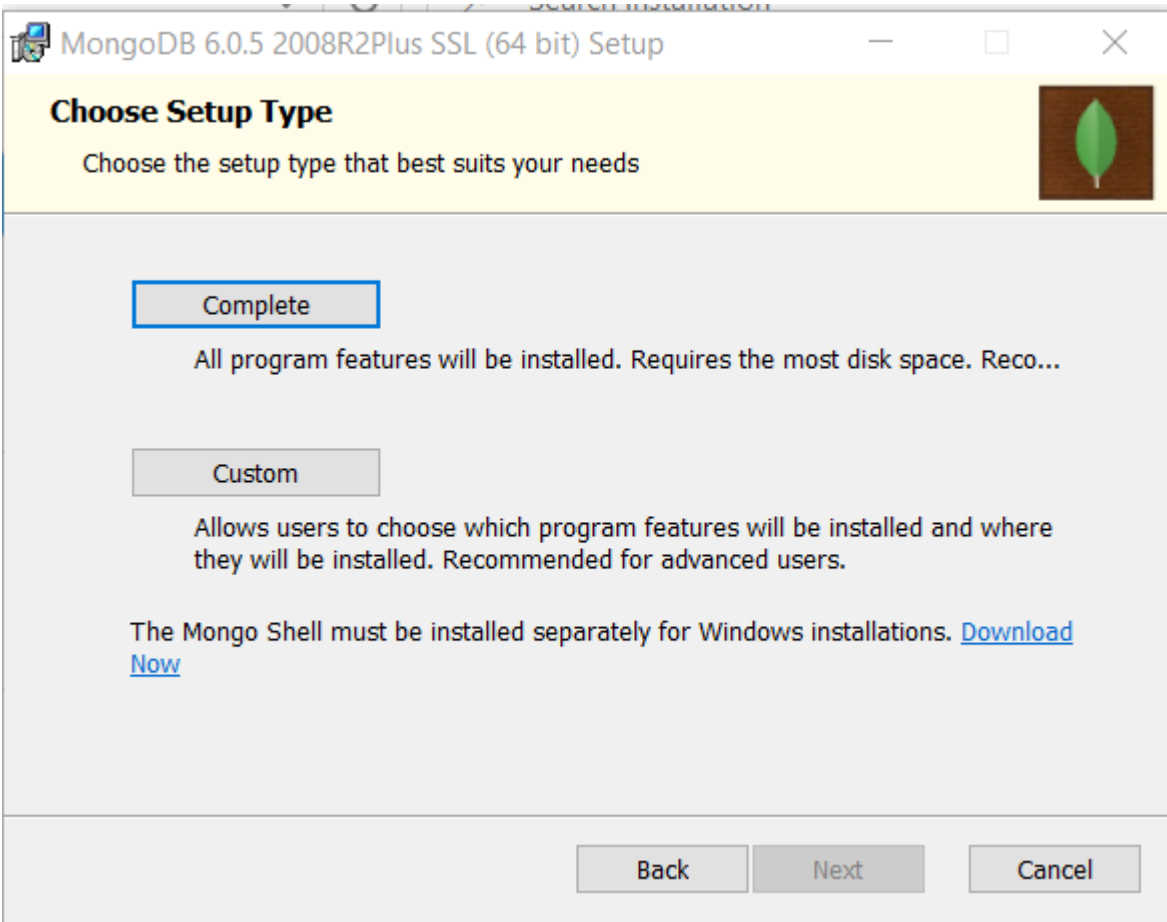 Search Installation
MongoDB 6.0.5 2008R2Plus SSL (64 bit) Setup
Choose Setup Type
Choose the setup type that best suits your needs
Complete
All program features will be installed. Requires the most disk space. Reco...
Custom
Allows users to choose which program features will be installed and where
they will be installed. Recommended for advanced users.
The Mongo Shell must be installed separately for Windows installations. Download
Now
Back
Next
Cancel